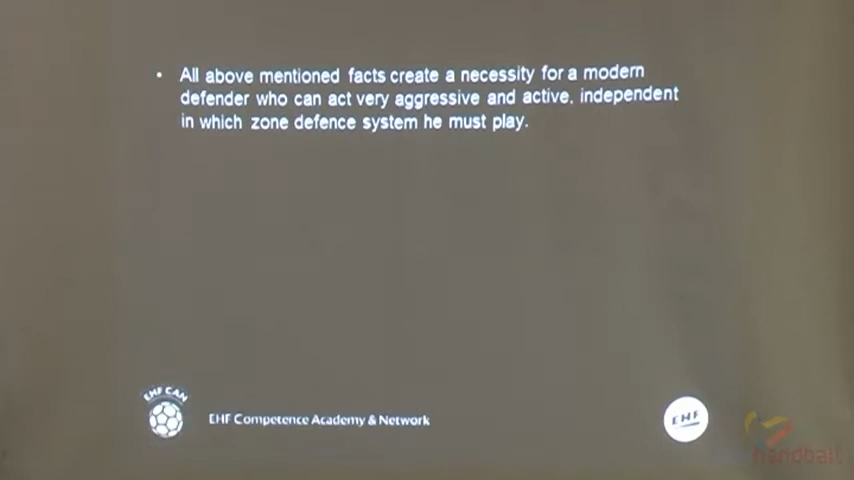 • All above mentioned facts create a necessity for a modern
defender who can act very aggressive and active, independent
in which zone defence system he must play.
EHF CAN
EHF Competence Academy & Network
EHF
handball